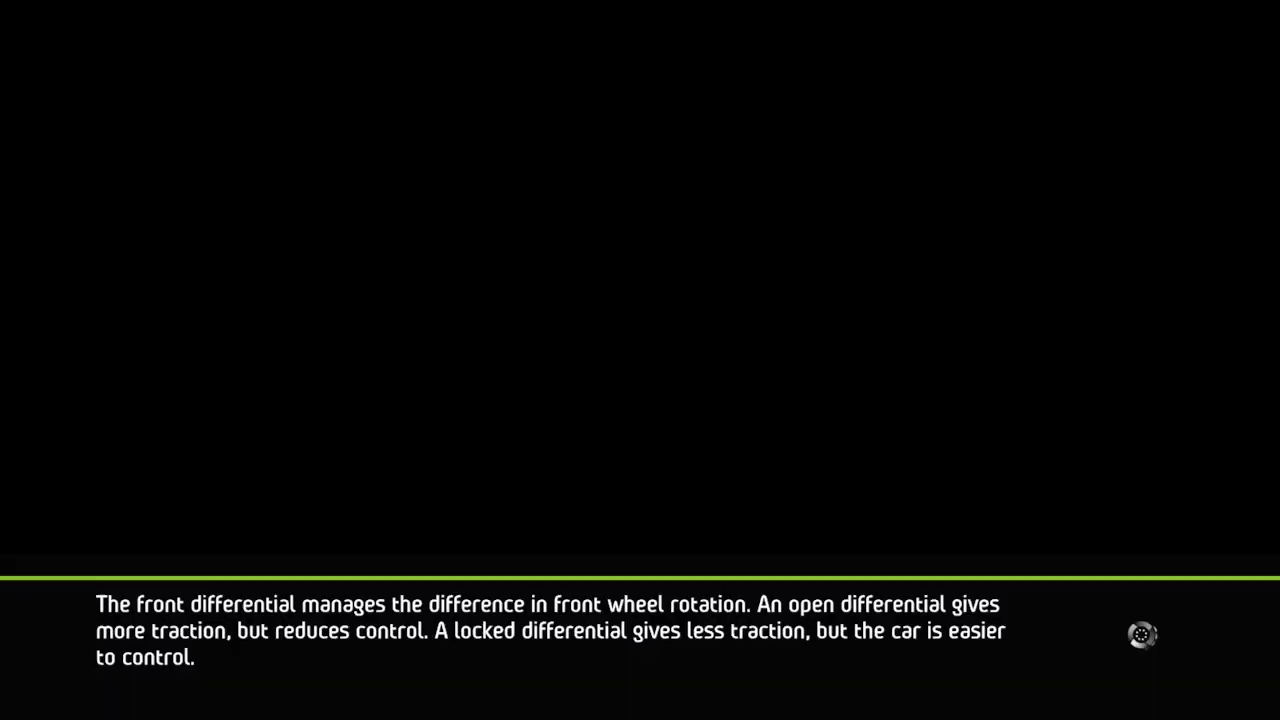 The front differential manages the difference in front wheel rotation. An open differential gives
more traction, but reduces control. A locked differential gives less traction, but the car is easier
to control.